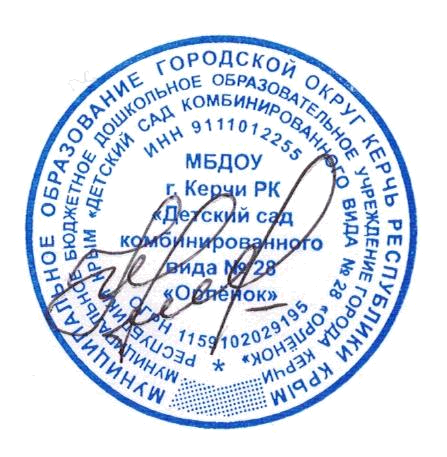 МУНИЦИПАЛЬНОЕ ОБРАЗОВАНИЕ ГОРОДСКОЙ ОКРУГ КЕРЧЬ РЕСПУБЛИКИ КРЫМ
МУНИЦИПАЛЬНОЕ БЮДЖЕТНОЕ ДОШКОЛЬНОЕ ОБРАЗОВАТЕЛЬНОЕ УЧРЕЖДЕНИЕ ГОРОДА КЕРЧИ
РЕСПУБЛИКИ КРЫМ «ДЕТСКИЙ САД КОМБИНИРОВАННОГО ВИДА № 28 «ОРЛЕНОК»
ИНН 9111012255
МБДОУ
г. Керчи РК
«Детский сад
комбинированного
вида № 28
«Орлёнок»
ОГРН 1159102029195
*